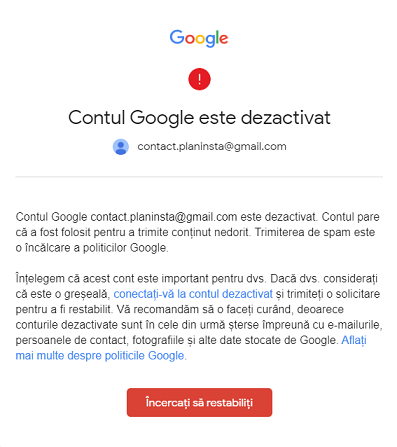 Google
Contul Google este dezactivat
contact.planinsta@gmail.com
Contul Google contact.planinsta@gmail.com este dezactivat. Contul pare
că a fost folosit pentru a trimite conținut nedorit. Trimiterea de spam este
o încălcare a politicilor Google.
Înțelegem că acest cont este important pentru dvs. Dacă dvs. considerați
că este o greșeală, conectați-vă la contul dezactivat și trimiteți o solicitare
pentru a fi restabilit. Vă recomandăm să o faceți curând, deoarece
conturile dezactivate sunt în cele din urmă șterse împreună cu e-mailurile,
persoanele de contact, fotografiile și alte date stocate de Google. Aflați
mai multe despre politicile Google.
Încercați să restabiliți